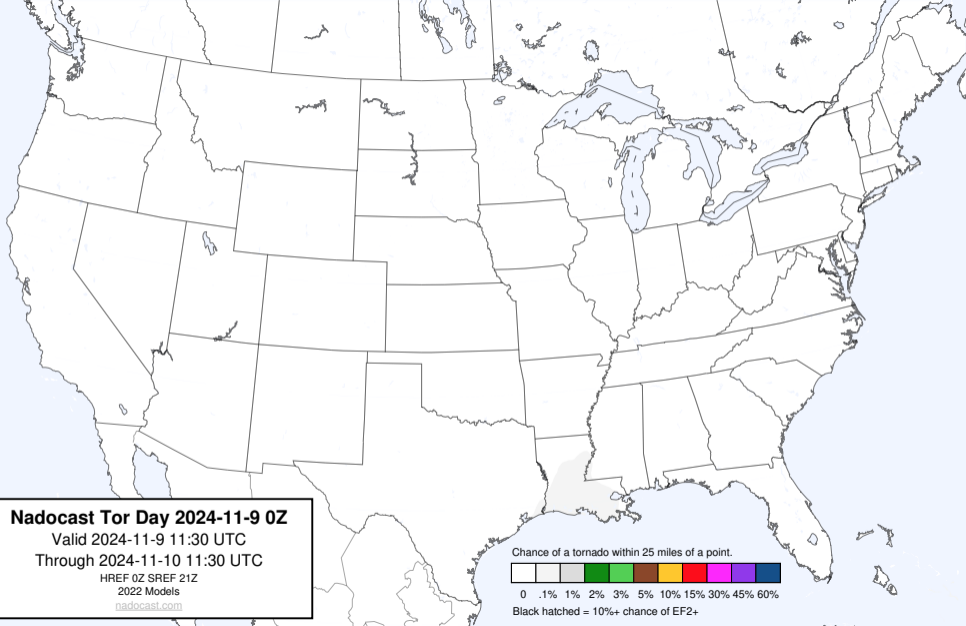 Nadocast Tor Day 2024-11-9 0Z
Valid 2024-11-9 11:30 UTC
Through 2024-11-10 11:30 UTC
HREF 0Z SREF 21Z
2022 Models
nadocast.com
Chance of a tornado within 25 miles of a point.
0 .1% 1% 2% 3% 5% 10% 15% 30% 45% 60%
Black hatched = 10%+ chance of EF2+